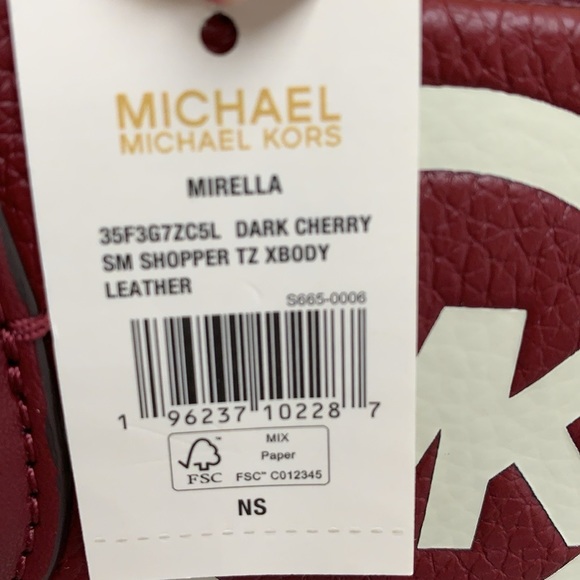 MICHAEL
MICHAEL KORS
MIRELLA
35F3G7ZC5L DARK CHERRY
SM SHOPPER TZ XBODY
LEATHER
S665-0006
1 96237 10228 7
FSC
MIX
Paper
FSC™ C012345
NS
K